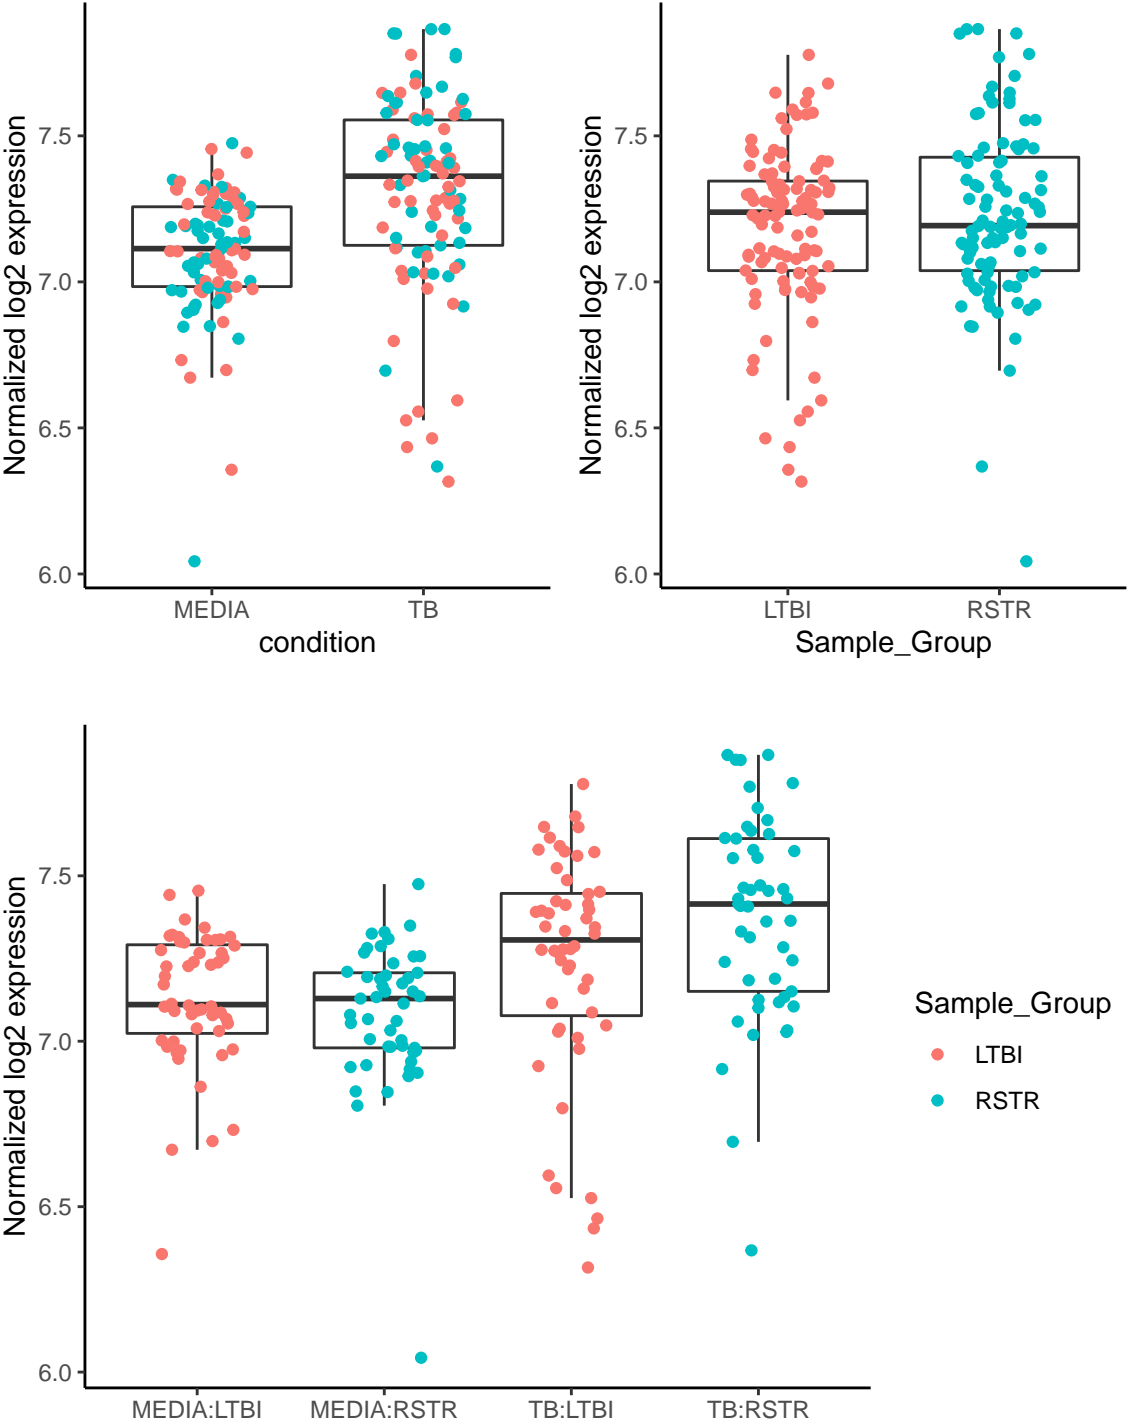 Normalized log2 expression
7.5
7.0
6.5
6.0
MEDIA
TB
condition
Normalized log2 expression
7.5
7.0
6.5
6.0
LTBI
RSTR
Sample_Group
Normalized log2 expression
7.5
7.0
6.5
6.0
MEDIA:LTBI
MEDIA:RSTR
TB:LTBI
TB:RSTR
Sample_Group
LTBI
RSTR